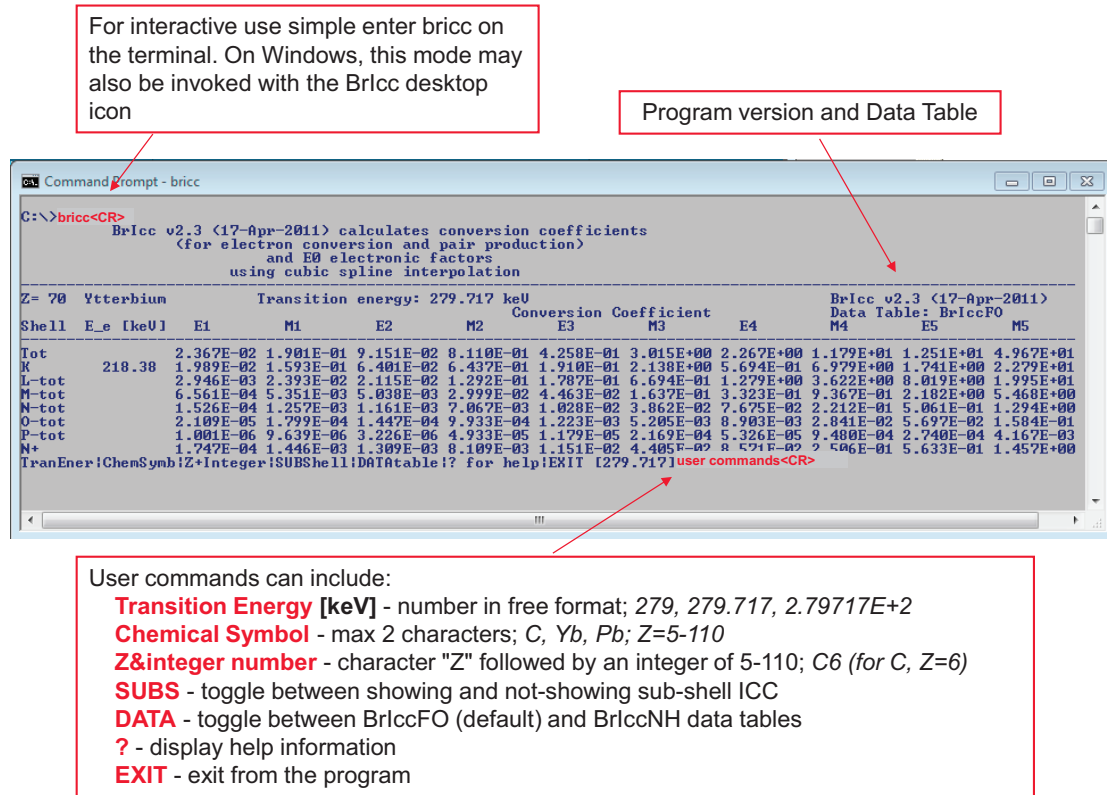 For interactive use simple enter bricc on
the terminal. On Windows, this mode may
also be invoked with the BrIcc desktop
icon
Program version and Data Table
Command Prompt - bricc
C:\>bricc<CR>
BrIcc v2.3 (17-Apr-2011) calculates conversion coefficients
(for electron conversion and pair production)
and E0 electronic factors
using cubic spline interpolation
Z= 70 Ytterbium Transition energy: 279.717 keV BrIcc v2.3 (17-Apr-2011)
Conversion Coefficient Data Table: BrIccFO
Shell E_e [keV] E1 M1 E2 M2 E3 M3 E4 M4 E5 M5
Tot 2.367E-02 1.901E-01 9.151E-02 8.110E-01 4.258E-01 3.015E+00 2.267E+00 1.179E+01 1.251E+01 4.967E+01
K 218.38 1.989E-02 1.593E-01 6.401E-02 6.437E-01 1.910E-01 2.138E+00 5.694E-01 6.979E+00 1.741E+00 2.279E+01
L-tot 2.946E-03 2.393E-02 2.115E-02 1.292E-01 1.787E-01 6.694E-01 1.279E+00 3.622E+00 8.019E+00 1.995E+01
M-tot 6.561E-04 5.351E-03 5.038E-03 2.999E-02 4.463E-02 1.637E-01 3.323E-01 9.367E-01 2.182E+00 5.468E+00
N-tot 1.526E-04 1.257E-03 1.161E-03 7.067E-03 1.028E-02 3.862E-02 7.675E-02 2.212E-01 5.061E-01 1.294E+00
O-tot 2.109E-05 1.799E-04 1.447E-04 9.933E-04 1.223E-03 5.205E-03 8.903E-03 2.841E-02 5.697E-02 1.584E-01
P-tot 1.001E-06 9.639E-06 3.226E-06 4.933E-05 1.179E-05 2.169E-04 5.326E-05 9.480E-04 2.740E-04 4.167E-03
N+ 1.747E-04 1.446E-03 1.309E-03 8.109E-03 1.151E-02 4.405E-02 8.571E-02 2.506E-01 5.633E-01 1.457E+00
TranEner|ChemSymb|Z+Integer|SUBShell|DATAtable|? for help|EXIT [279.717]user commands<CR>
User commands can include:
Transition Energy [keV] - number in free format; 279, 279.717, 2.79717E+2
Chemical Symbol - max 2 characters; C, Yb, Pb; Z=5-110
Z&integer number - character "Z" followed by an integer of 5-110; C6 (for C, Z=6)
SUBS - toggle between showing and not-showing sub-shell ICC
DATA - toggle between BrIccFO (default) and BrIccNH data tables
? - display help information
EXIT - exit from the program